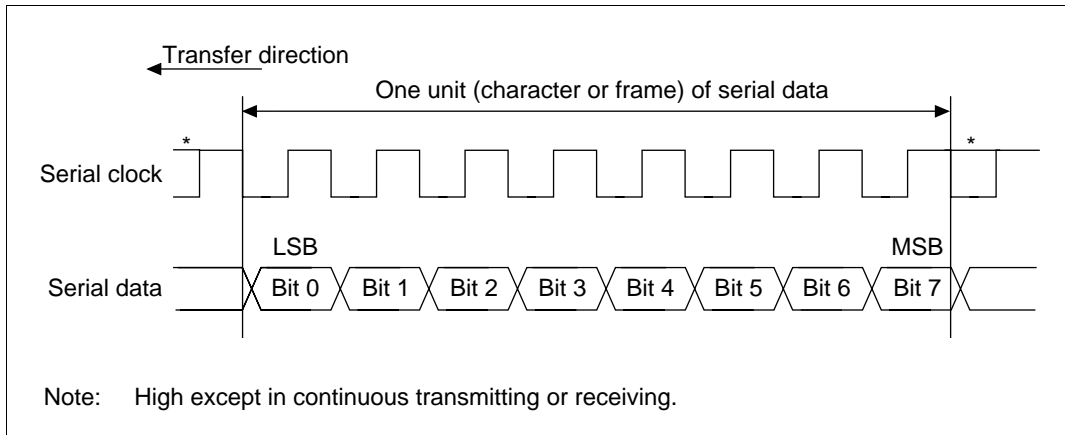 Transfer direction
One unit (character or frame) of serial data
* *
Serial clock
LSB MSB
Serial data Bit 0 Bit 1 Bit 2 Bit 3 Bit 4 Bit 5 Bit 6 Bit 7
Note: High except in continuous transmitting or receiving.